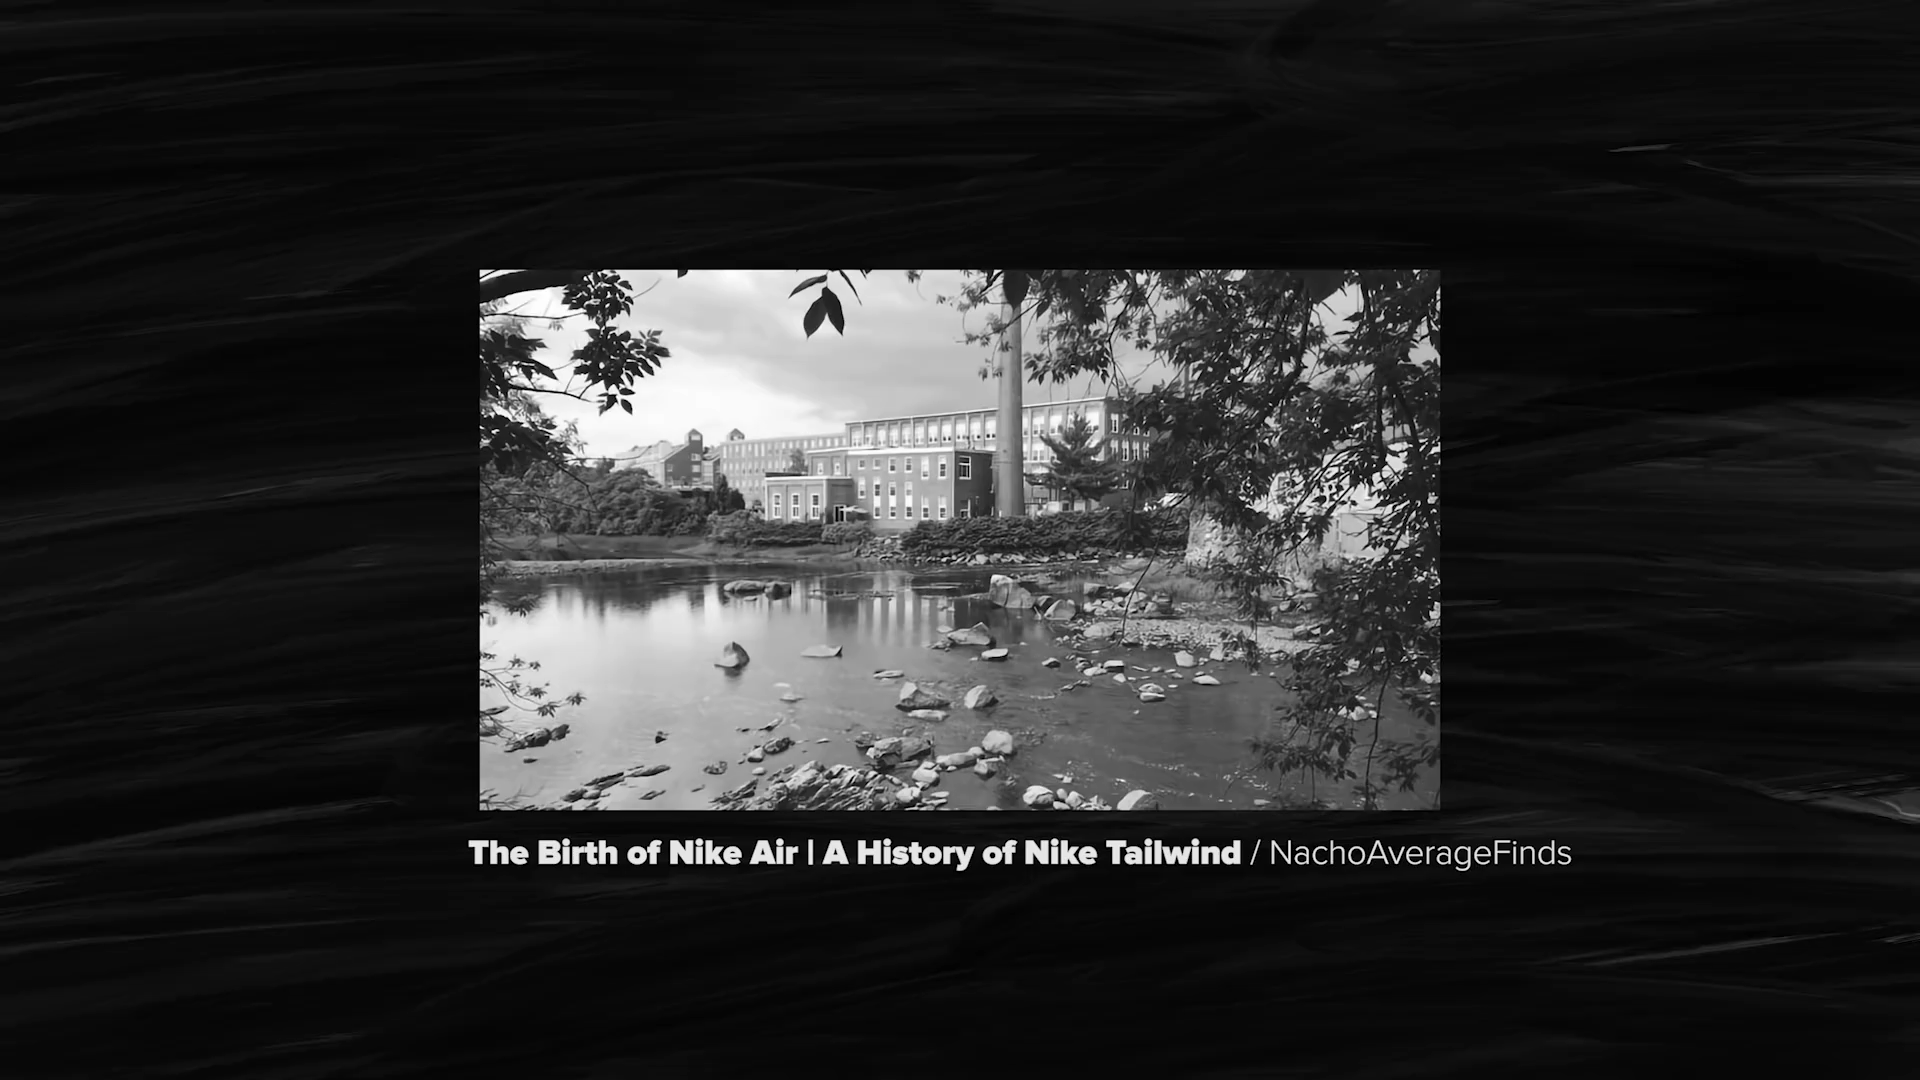 The Birth of Nike Air | A History of Nike Tailwind / NachoAverageFinds